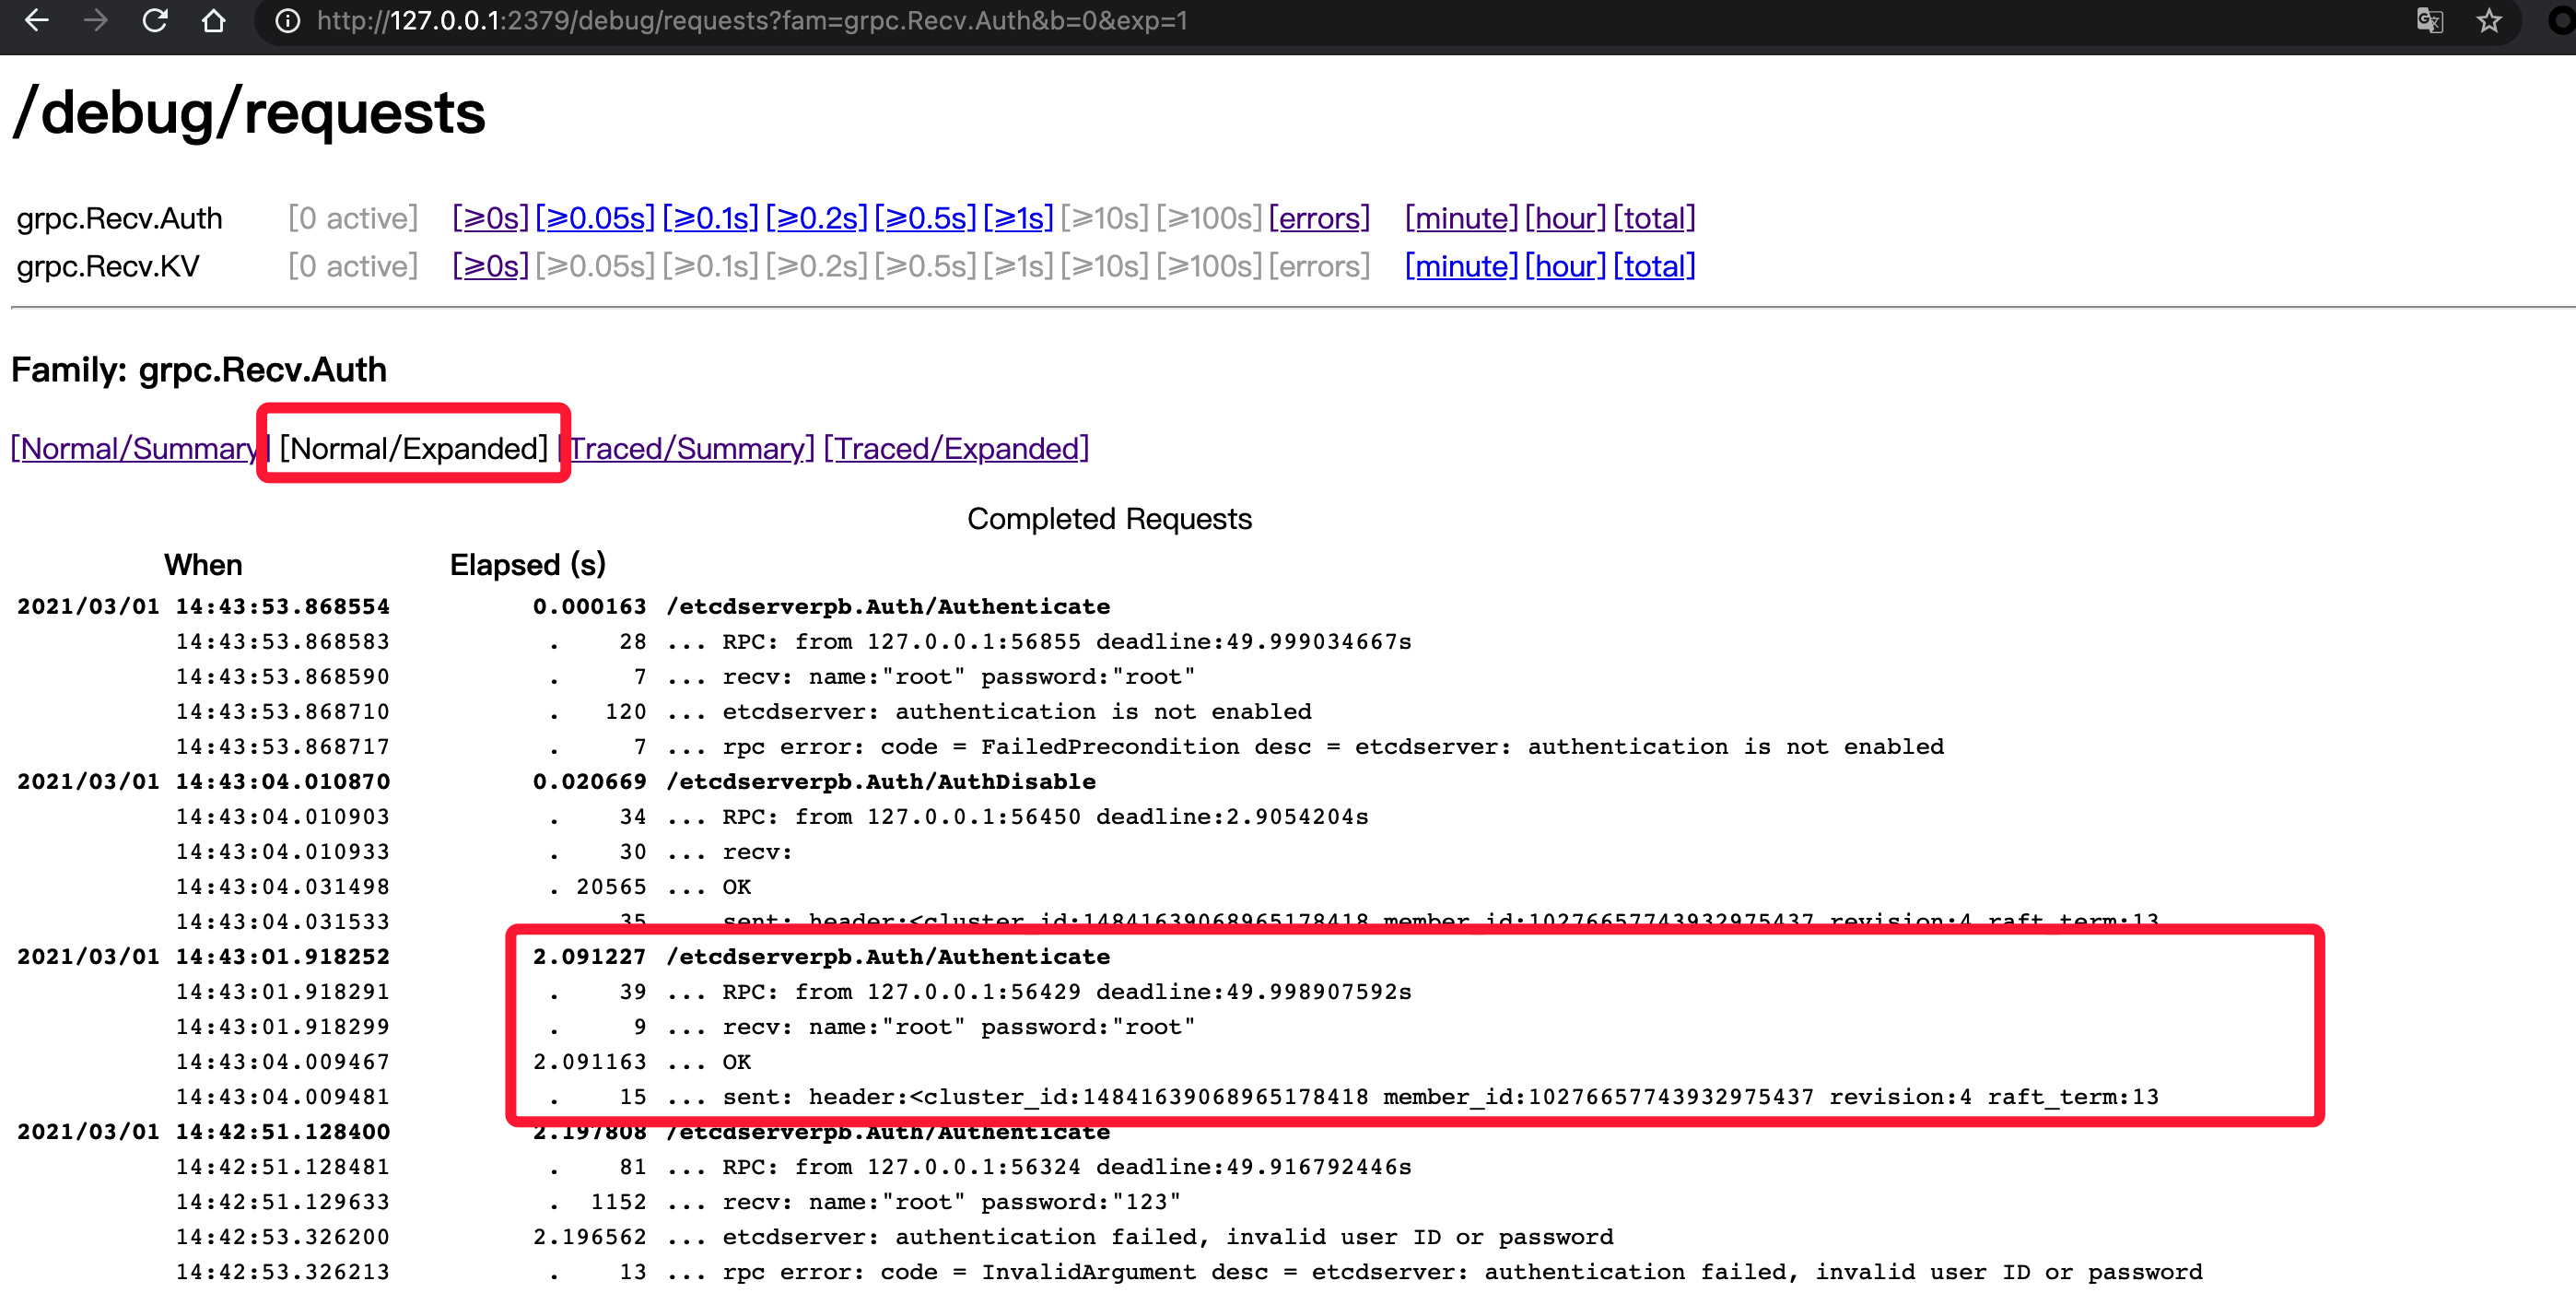 http://127.0.0.1:2379/debug/requests?fam=grpc.Recv.Auth&b=0&exp=1
/debug/requests
grpc.Recv.Auth [0 active] [≥0s] [≥0.05s] [≥0.1s] [≥0.2s] [≥0.5s] [≥1s] [≥10s] [≥100s] [errors] [minute] [hour] [total]
grpc.Recv.KV [0 active] [≥0s] [≥0.05s] [≥0.1s] [≥0.2s] [≥0.5s] [≥1s] [≥10s] [≥100s] [errors] [minute] [hour] [total]
Family: grpc.Recv.Auth
[Normal/Summary] [Normal/Expanded] [Traced/Summary] [Traced/Expanded]
Completed Requests
When Elapsed (s)
2021/03/01 14:43:53.868554 0.000163 /etcdserverpb.Auth/Authenticate
14:43:53.868583 . 28 ... RPC: from 127.0.0.1:56855 deadline:49.999034667s
14:43:53.868590 . 7 ... recv: name:"root" password:"root"
14:43:53.868710 . 120 ... etcdserver: authentication is not enabled
14:43:53.868717 . 7 ... rpc error: code = FailedPrecondition desc = etcdserver: authentication is not enabled
2021/03/01 14:43:04.010870 0.020669 /etcdserverpb.Auth/AuthDisable
14:43:04.010903 . 34 ... RPC: from 127.0.0.1:56450 deadline:2.9054204s
14:43:04.010933 . 30 ... recv:
14:43:04.031498 . 20565 ... OK
14:43:04.031533 35 sent: header:<cluster_id:14841639068965178418 member_id:10276657743932975437 revision:4 raft_term:13
2021/03/01 14:43:01.918252 2.091227 /etcdserverpb.Auth/Authenticate
14:43:01.918291 . 39 ... RPC: from 127.0.0.1:56429 deadline:49.998907592s
14:43:01.918299 . 9 ... recv: name:"root" password:"root"
14:43:04.009467 2.091163 ... OK
14:43:04.009481 . 15 ... sent: header:<cluster_id:14841639068965178418 member_id:10276657743932975437 revision:4 raft_term:13
2021/03/01 14:42:51.128400 2.197808 /etcdserverpb.Auth/Authenticate
14:42:51.128481 . 81 ... RPC: from 127.0.0.1:56324 deadline:49.916792446s
14:42:51.129633 . 1152 ... recv: name:"root" password:"123"
14:42:53.326200 2.196562 ... etcdserver: authentication failed, invalid user ID or password
14:42:53.326213 . 13 ... rpc error: code = InvalidArgument desc = etcdserver: authentication failed, invalid user ID or password